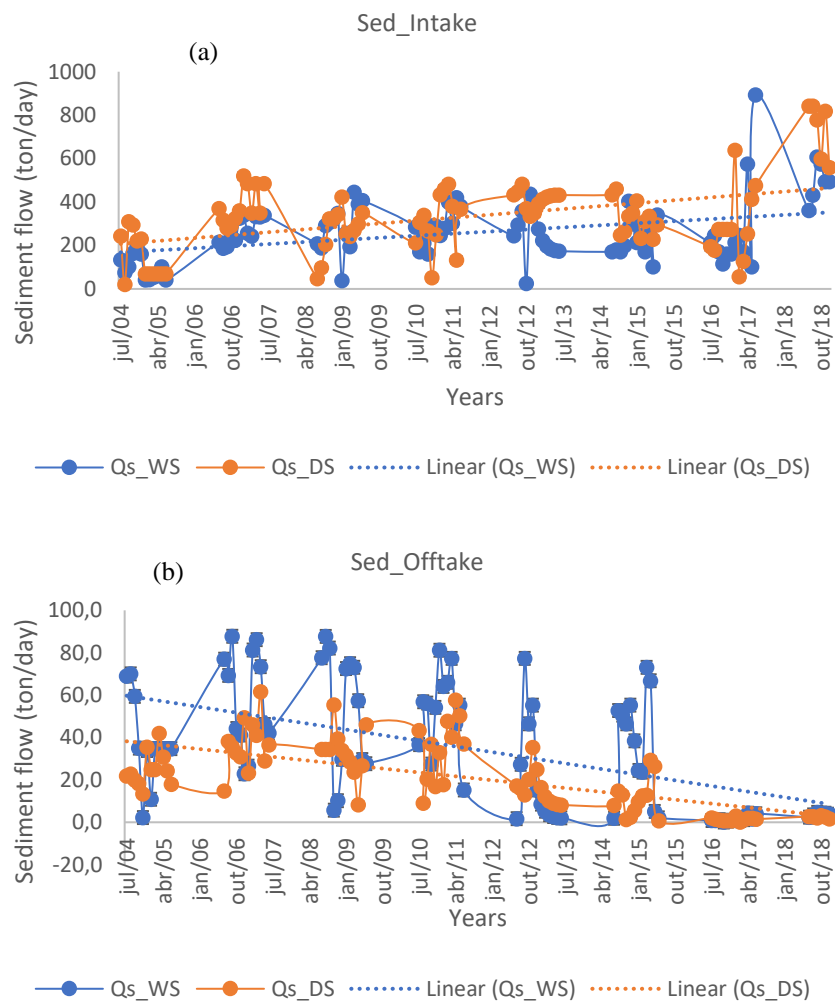 Sed_Intake
(a)
1000
800
600
400
200
0
Sediment flow (ton/day)
jul/04
abr/05
jan/06
out/06
jul/07
abr/08
jan/09
out/09
jul/10
abr/11
jan/12
out/12
jul/13
abr/14
jan/15
out/15
jul/16
abr/17
jan/18
out/18
Years
Qs_WS Qs_DS Linear (Qs_WS) Linear (Qs_DS)
Sed_Offtake
(b)
100,0
80,0
60,0
40,0
20,0
0,0
-20,0
Sediment flow (ton/day)
jul/04
abr/05
jan/06
out/06
jul/07
abr/08
jan/09
out/09
jul/10
abr/11
jan/12
out/12
jul/13
abr/14
jan/15
out/15
jul/16
abr/17
jan/18
out/18
Years
Qs_WS Qs_DS Linear (Qs_WS) Linear (Qs_DS)